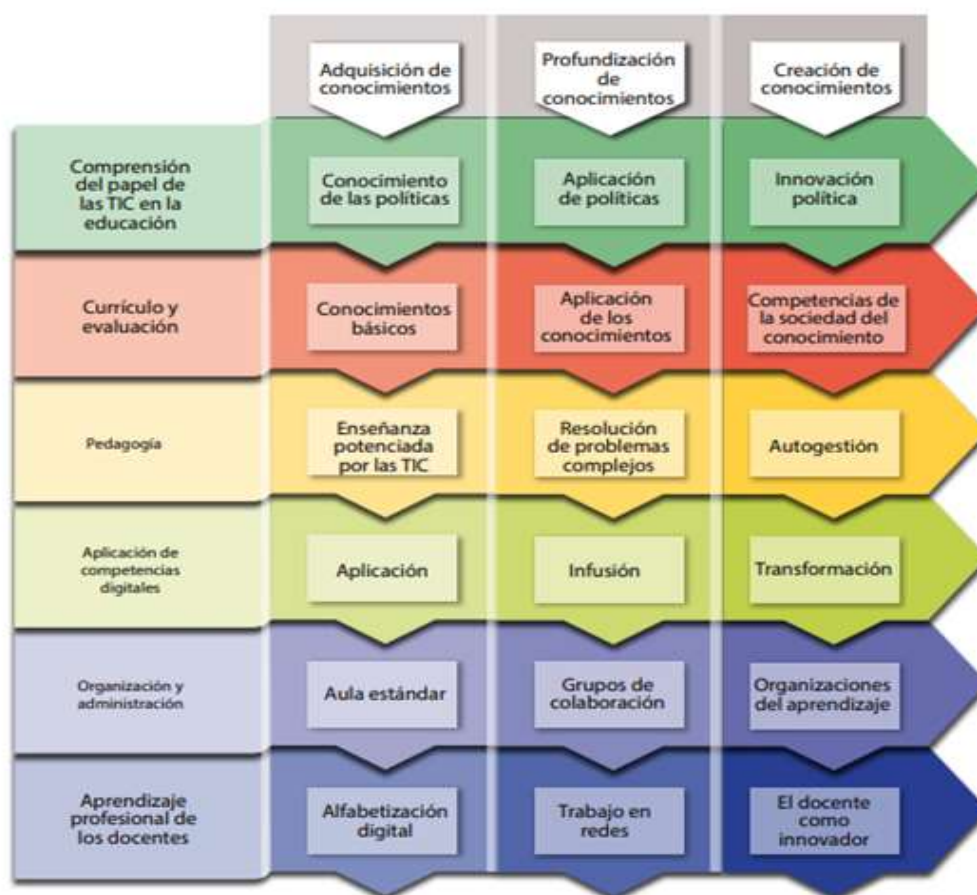 Adquisición de
conocimientos
Profundización
de
conocimientos
Creación de
conocimientos
Comprensión
del papel de
las TIC en la
educación
Conocimiento
de las políticas
Aplicación
de políticas
Innovación
política
Currículo y
evaluación
Conocimientos
básicos
Aplicación
de los
conocimientos
Competencias de
la sociedad del
conocimiento
Pedagogía
Enseñanza
potenciada
por las TIC
Resolución
de problemas
complejos
Autogestión
Aplicación de
competencias
digitales
Aplicación
Infusión
Transformación
Organización y
administración
Aula estándar
Grupos de
colaboración
Organizaciones
del aprendizaje
Aprendizaje
profesional de
los docentes
Alfabetización
digital
Trabajo en
redes
El docente
como
innovador